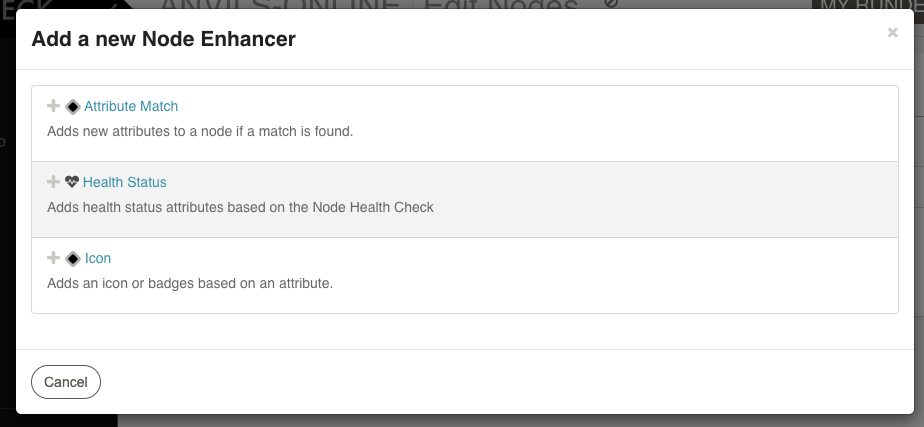 ECK
ANVILS-ONLINE
Edit Nodes
MY RUNDE
Add a new Node Enhancer
×
Attribute Match
Adds new attributes to a node if a match is found.
Health Status
Adds health status attributes based on the Node Health Check
Icon
Adds an icon or badges based on an attribute.
Cancel